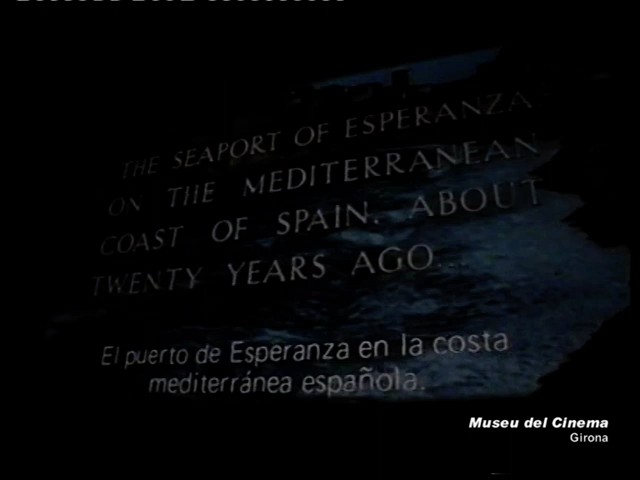 THE SEAPORT OF ESPERANZA
ON THE MEDITERRANEAN
COAST OF SPAIN. ABOUT
TWENTY YEARS AGO...
El puerto de Esperanza en la costa
mediterránea española.
Museu del Cinema
Girona